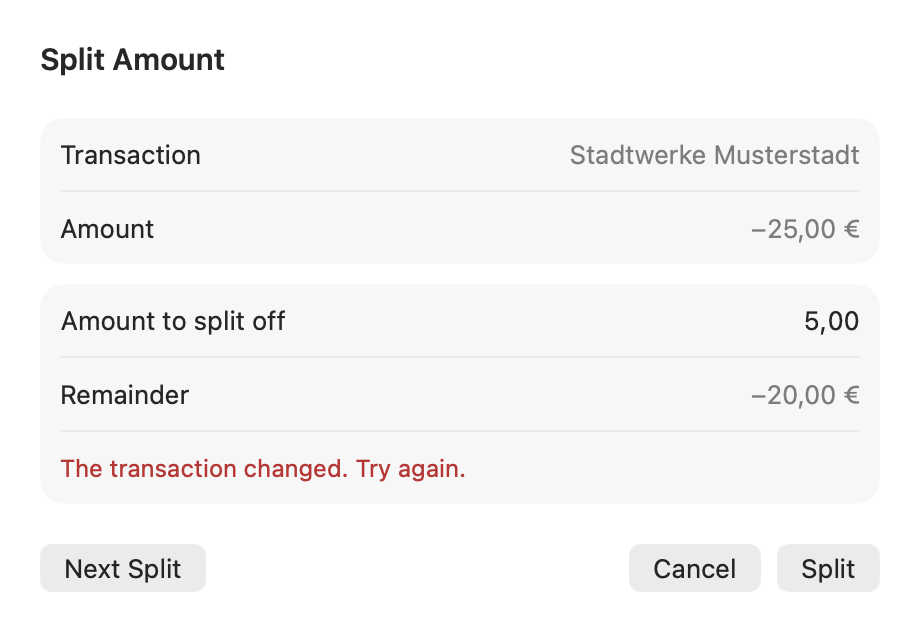 Split Amount
Transaction Stadtwerke Musterstadt
Amount –25,00 €
Amount to split off 5,00
Remainder –20,00 €
The transaction changed. Try again.
Next Split Cancel Split